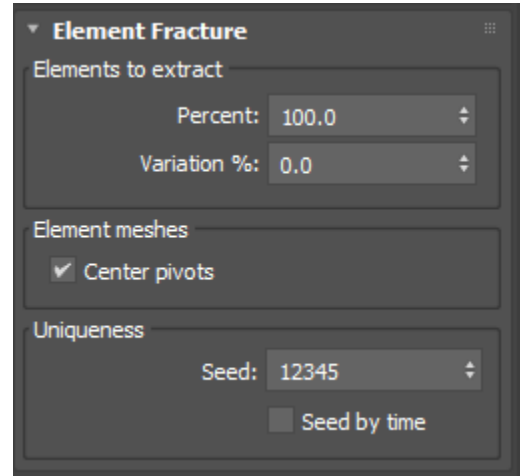 Element Fracture
Elements to extract
Percent: 100.0
Variation %: 0.0
Element meshes
Center pivots
Uniqueness
Seed: 12345
Seed by time